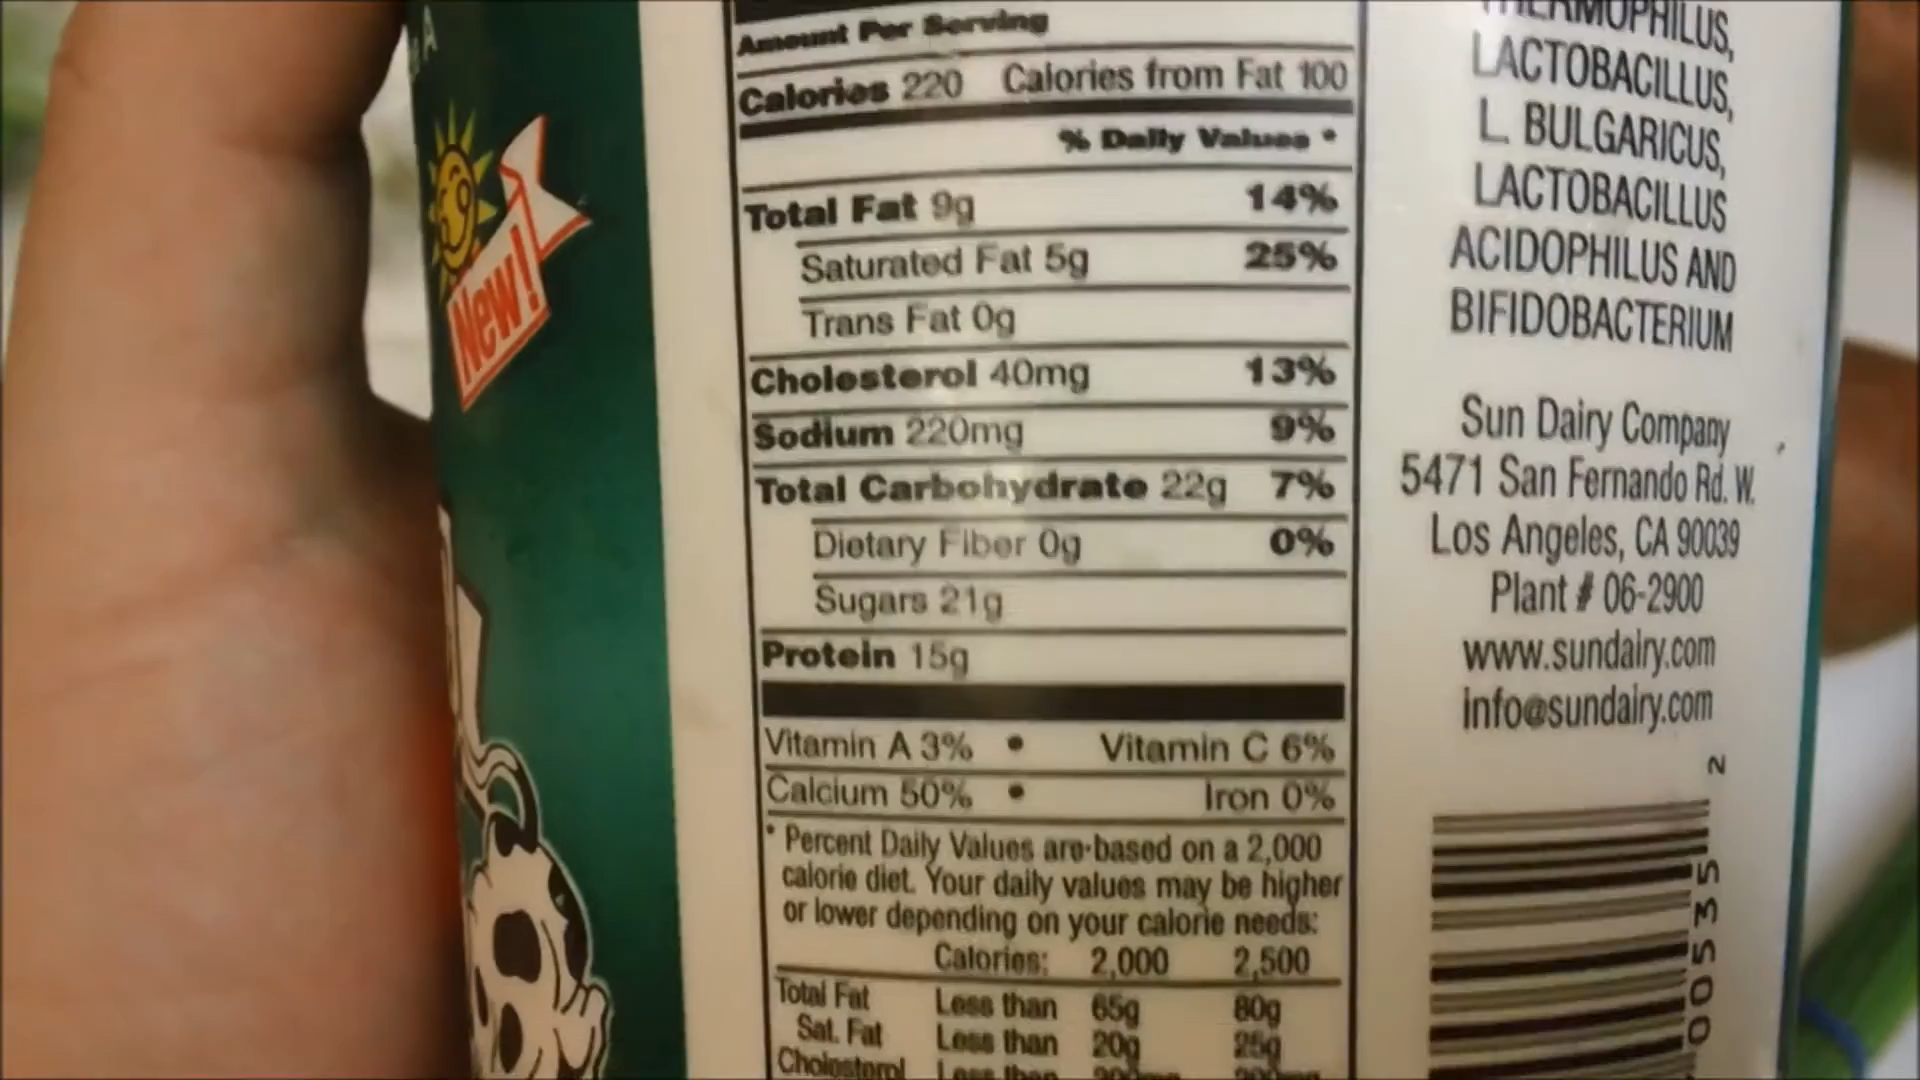 New!
Amount Per Serving
Calories 220 Calories from Fat 100
% Daily Values *
Total Fat 9g 14%
Saturated Fat 5g 25%
Trans Fat 0g
Cholesterol 40mg 13%
Sodium 220mg 9%
Total Carbohydrate 22g 7%
Dietary Fiber 0g 0%
Sugars 21g
Protein 15g
Vitamin A 3% • Vitamin C 6%
Calcium 50% • Iron 0%
* Percent Daily Values are based on a 2,000
calorie diet. Your daily values may be higher
or lower depending on your calorie needs:
Calories: 2,000 2,500
Total Fat Less than 65g 80g
Sat. Fat Less than 20g 25g
Cholesterol Less than
THERMOPHILUS,
LACTOBACILLUS,
L. BULGARICUS,
LACTOBACILLUS
ACIDOPHILUS AND
BIFIDOBACTERIUM
Sun Dairy Company
5471 San Fernando Rd. W.
Los Angeles, CA 90039
Plant # 06-2900
www.sundairy.com
info@sundairy.com
00535 2